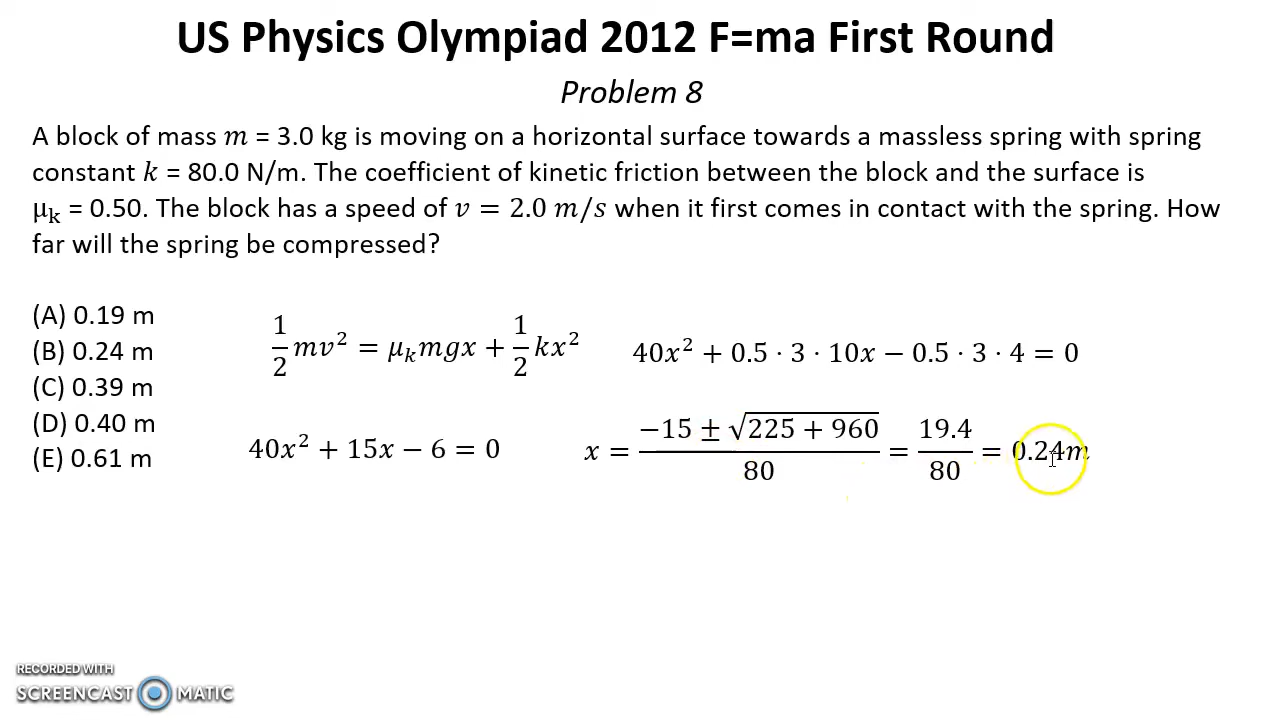 US Physics Olympiad 2012 F=ma First Round
Problem 8
A block of mass 𝑚 = 3.0 kg is moving on a horizontal surface towards a massless spring with spring
constant 𝑘 = 80.0 N/m. The coefficient of kinetic friction between the block and the surface is
μₖ = 0.50. The block has a speed of 𝑣 = 2.0 𝑚/𝑠 when it first comes in contact with the spring. How
far will the spring be compressed?
(A) 0.19 m
(B) 0.24 m
(C) 0.39 m
(D) 0.40 m
(E) 0.61 m
1/2 𝑚𝑣² = 𝜇ₖ𝑚𝑔𝑥 + 1/2 𝑘𝑥²
40𝑥² + 0.5 · 3 · 10𝑥 − 0.5 · 3 · 4 = 0
40𝑥² + 15𝑥 − 6 = 0
𝑥 = (−15 ± √(225 + 960))/80 = 19.4/80 = 0.24𝑚
RECORDED WITH
SCREENCAST MATIC